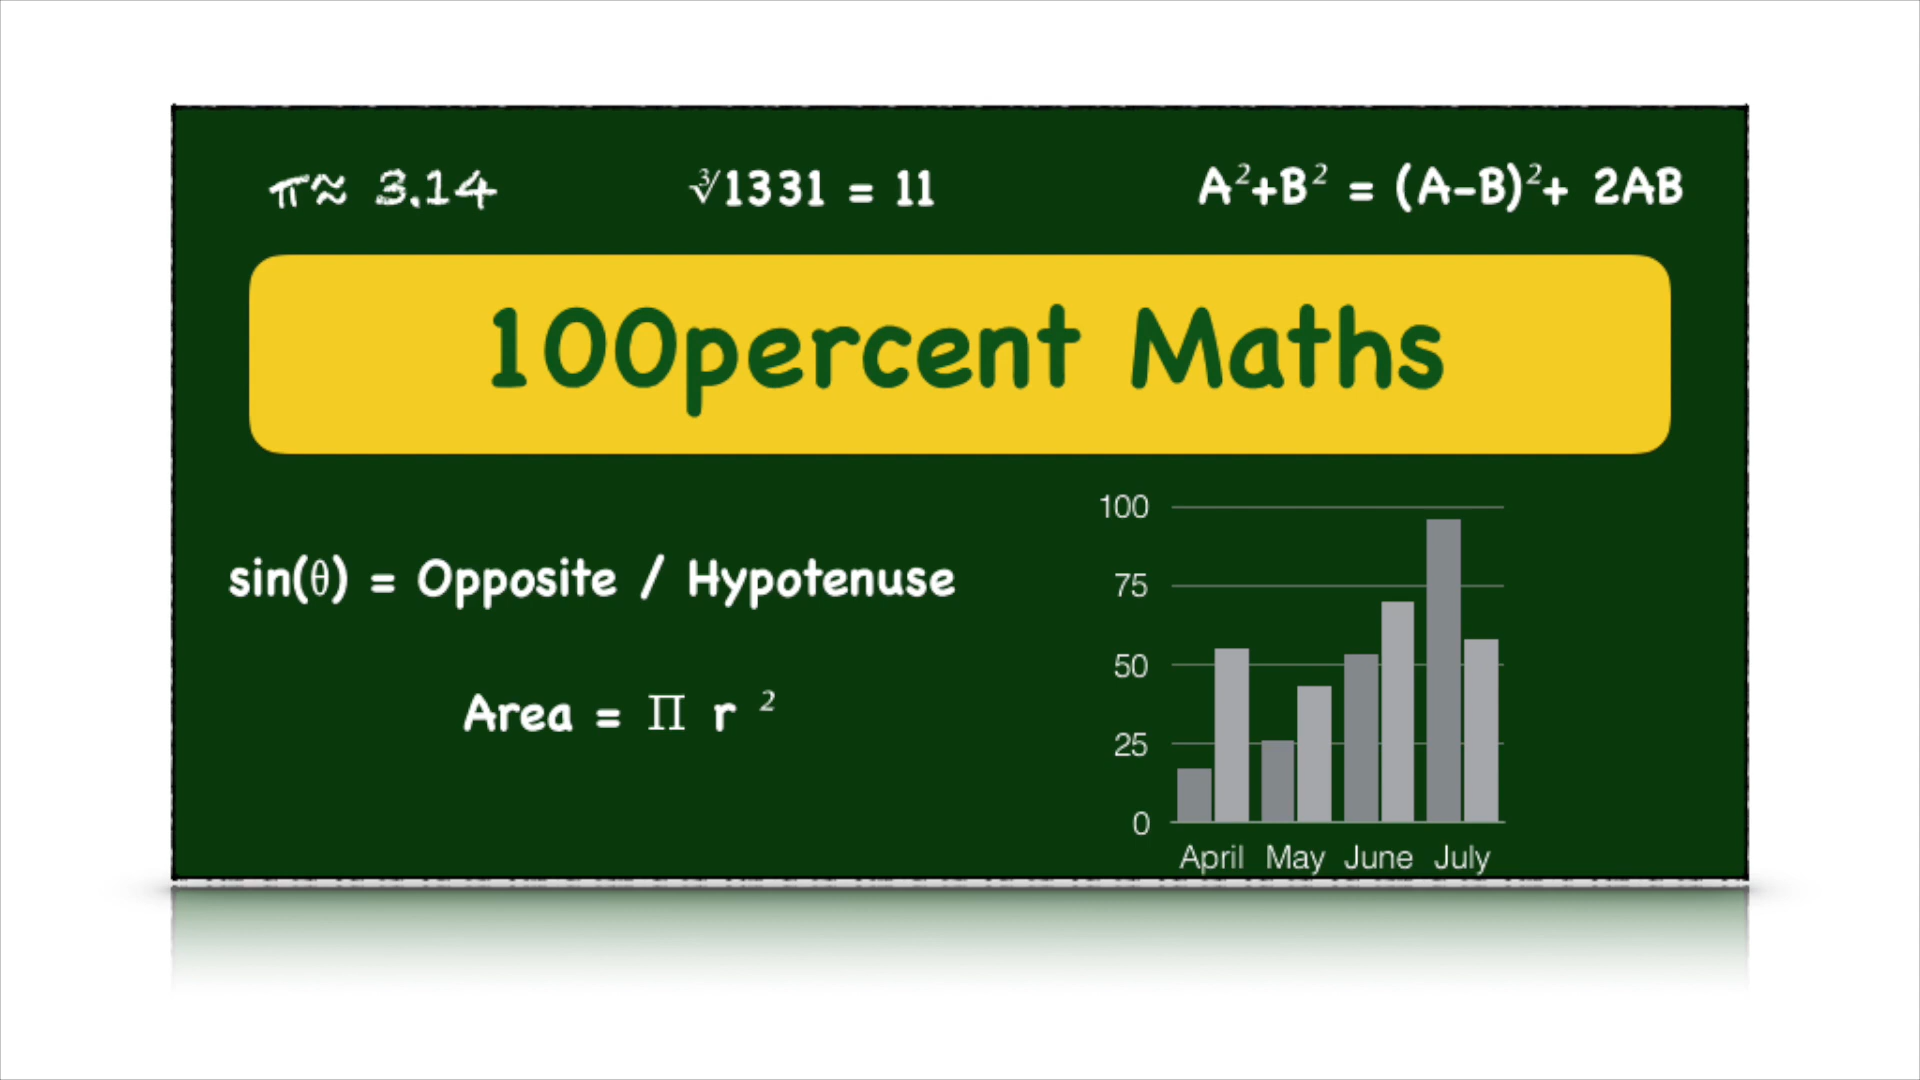 π≈ 3.14
∛1331 = 11
A²+B² = (A-B)²+ 2AB
100percent Maths
sin(θ) = Opposite / Hypotenuse
Area = Π r ²
100
75
50
25
0
April May June July